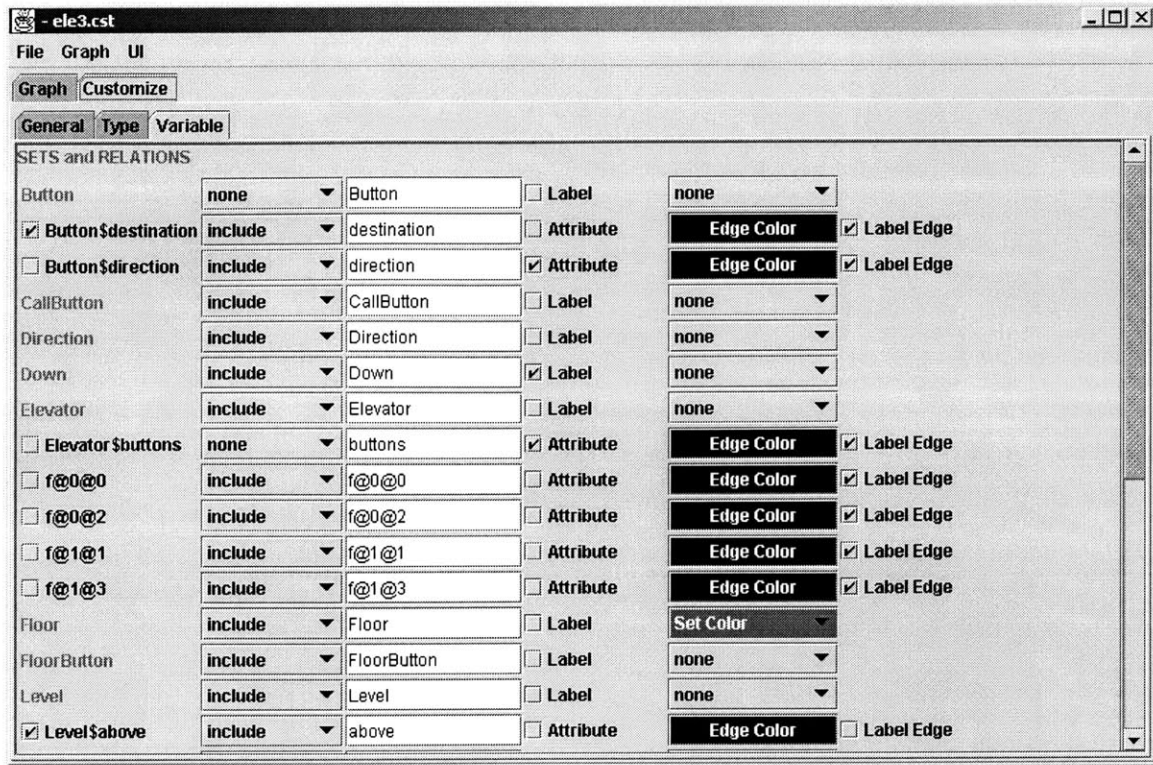 - ele3.cst
File Graph UI
Graph Customize
General Type Variable
SETS and RELATIONS
Button none Button Label none
Button$destination include destination Attribute Edge Color Label Edge
Button$direction include direction Attribute Edge Color Label Edge
CallButton include CallButton Label none
Direction include Direction Label none
Down include Down Label none
Elevator include Elevator Label none
Elevator$buttons none buttons Attribute Edge Color Label Edge
f@0@0 include f@0@0 Attribute Edge Color Label Edge
f@0@2 include f@0@2 Attribute Edge Color Label Edge
f@1@1 include f@1@1 Attribute Edge Color Label Edge
f@1@3 include f@1@3 Attribute Edge Color Label Edge
Floor include Floor Label Set Color
FloorButton include FloorButton Label none
Level include Level Label none
Level$above include above Attribute Edge Color Label Edge